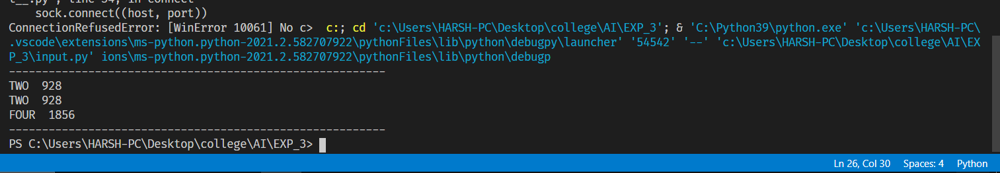 t__.py", line 54, in connect
    sock.connect((host, port))
ConnectionRefusedError: [WinError 10061] No c>  c:; cd 'c:\Users\HARSH-PC\Desktop\college\AI\EXP_3'; & 'C:\Python39\python.exe' 'c:\Users\HARSH-PC\
.vscode\extensions\ms-python.python-2021.2.582707922\pythonFiles\lib\python\debugpy\launcher' '54542' '--' 'c:\Users\HARSH-PC\Desktop\college\AI\EX
P_3\input.py' ions\ms-python.python-2021.2.582707922\pythonFiles\lib\python\debugp
---------------------------------------------------------
TWO  928
TWO  928
FOUR  1856
---------------------------------------------------------
PS C:\Users\HARSH-PC\Desktop\college\AI\EXP_3>
Ln 26, Col 30  Spaces: 4  Python